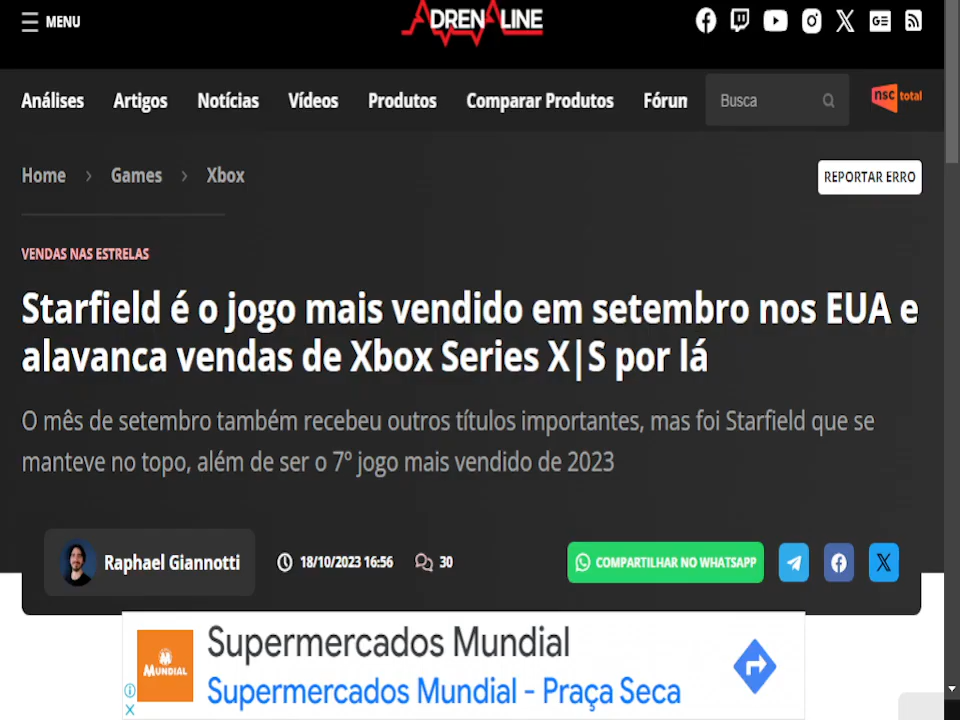 MENU
ADRENALINE
Análises Artigos Notícias Vídeos Produtos Comparar Produtos Fórun Busca nsc total
Home > Games > Xbox
REPORTAR ERRO
VENDAS NAS ESTRELAS
Starfield é o jogo mais vendido em setembro nos EUA e
alavanca vendas de Xbox Series X|S por lá
O mês de setembro também recebeu outros títulos importantes, mas foi Starfield que se
manteve no topo, além de ser o 7º jogo mais vendido de 2023
Raphael Giannotti 18/10/2023 16:56 30 COMPARTILHAR NO WHATSAPP
Supermercados Mundial
MUNDIAL
Supermercados Mundial - Praça Seca